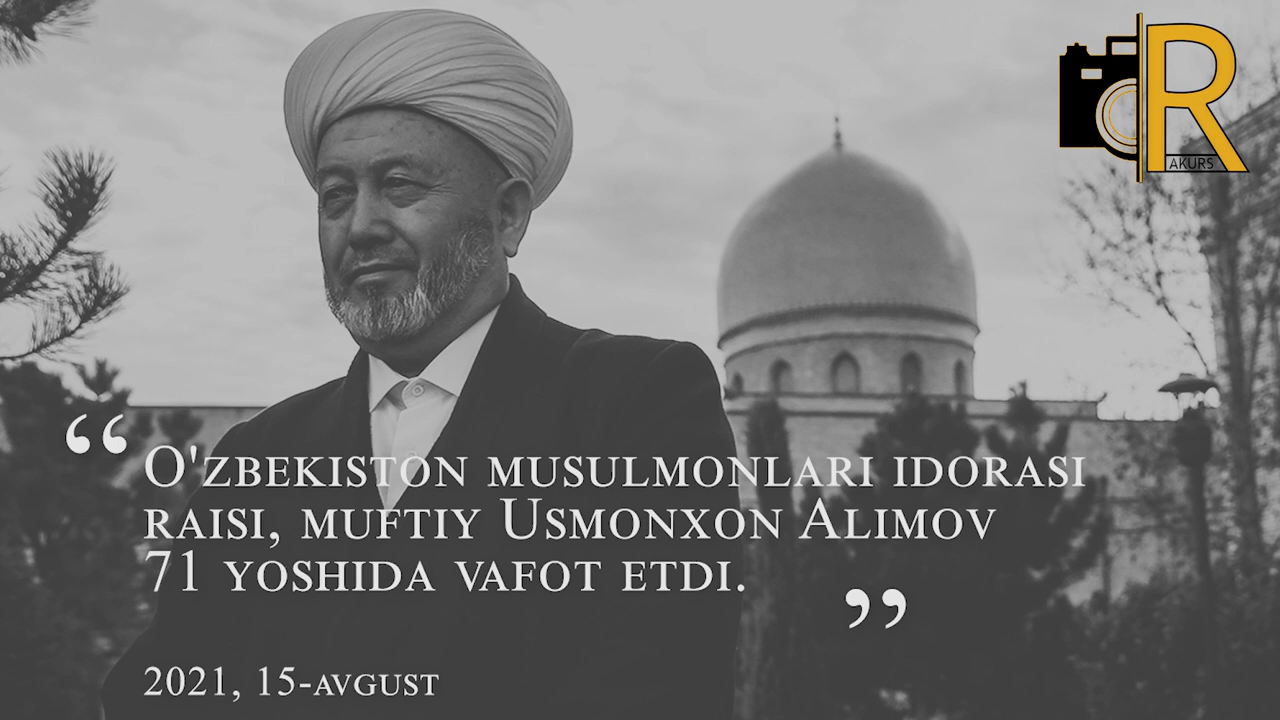 R
AKURS
“O'ZBEKISTON MUSULMONLARI IDORASI
RAISI, MUFTIY USMONXON ALIMOV
71 YOSHIDA VAFOT ETDI.”
2021, 15-AVGUST